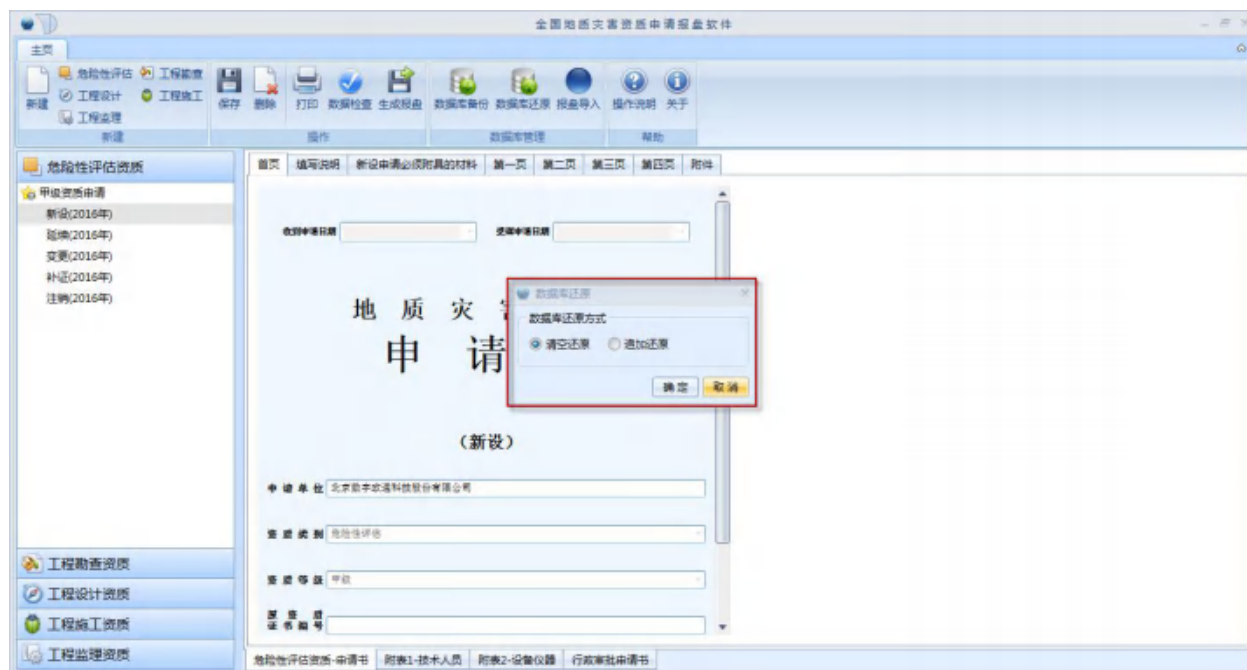 全国地质灾害资质申请报盘软件
主页
新建
危险性评估 工程勘查
工程设计 工程施工
工程监理
保存 删除 打印 数据检查 生成报盘 数据库备份 数据库还原 报盘导入 操作说明 关于
新建 操作 数据库管理 帮助
危险性评估资质
甲级资质申请
新设(2016年)
延续(2016年)
变更(2016年)
补证(2016年)
注销(2016年)
工程勘查资质
工程设计资质
工程施工资质
工程监理资质
首页 填写说明 新设申请必须附具的材料 第一页 第二页 第三页 第四页 附件
收到申请日期 受理申请日期
地质灾害
申请
(新设)
数据库还原
数据库还原方式
清空还原 追加还原
确定 取消
申请单位 北京数字政通科技股份有限公司
资质类别 危险性评估
资质等级 甲级
原资质
证书编号
危险性评估资质-申请书 附表1-技术人员 附表2-设备仪器 行政审批申请书